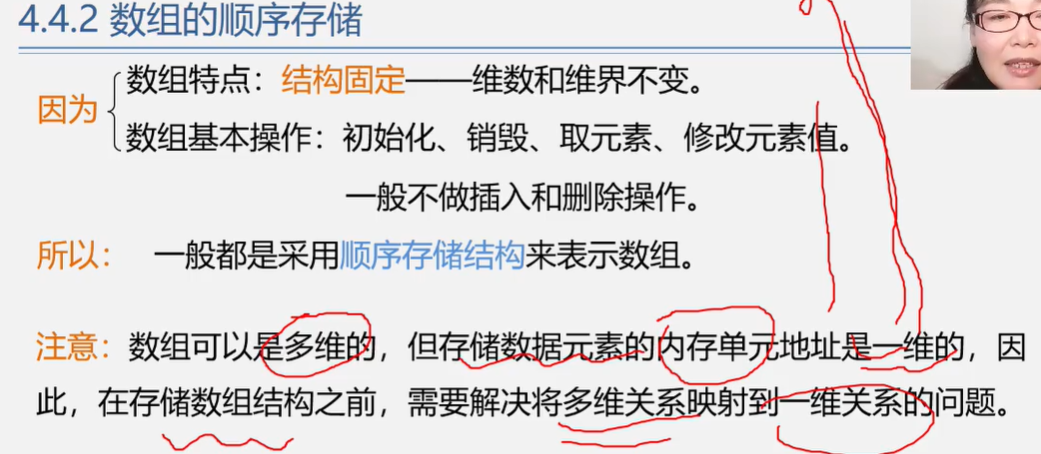 4.4.2 数组的顺序存储
因为
数组特点：结构固定——维数和维界不变。
数组基本操作：初始化、销毁、取元素、修改元素值。
一般不做插入和删除操作。
所以： 一般都是采用顺序存储结构来表示数组。
注意：数组可以是多维的，但存储数据元素的内存单元地址是一维的，因
此，在存储数组结构之前，需要解决将多维关系映射到一维关系的问题。